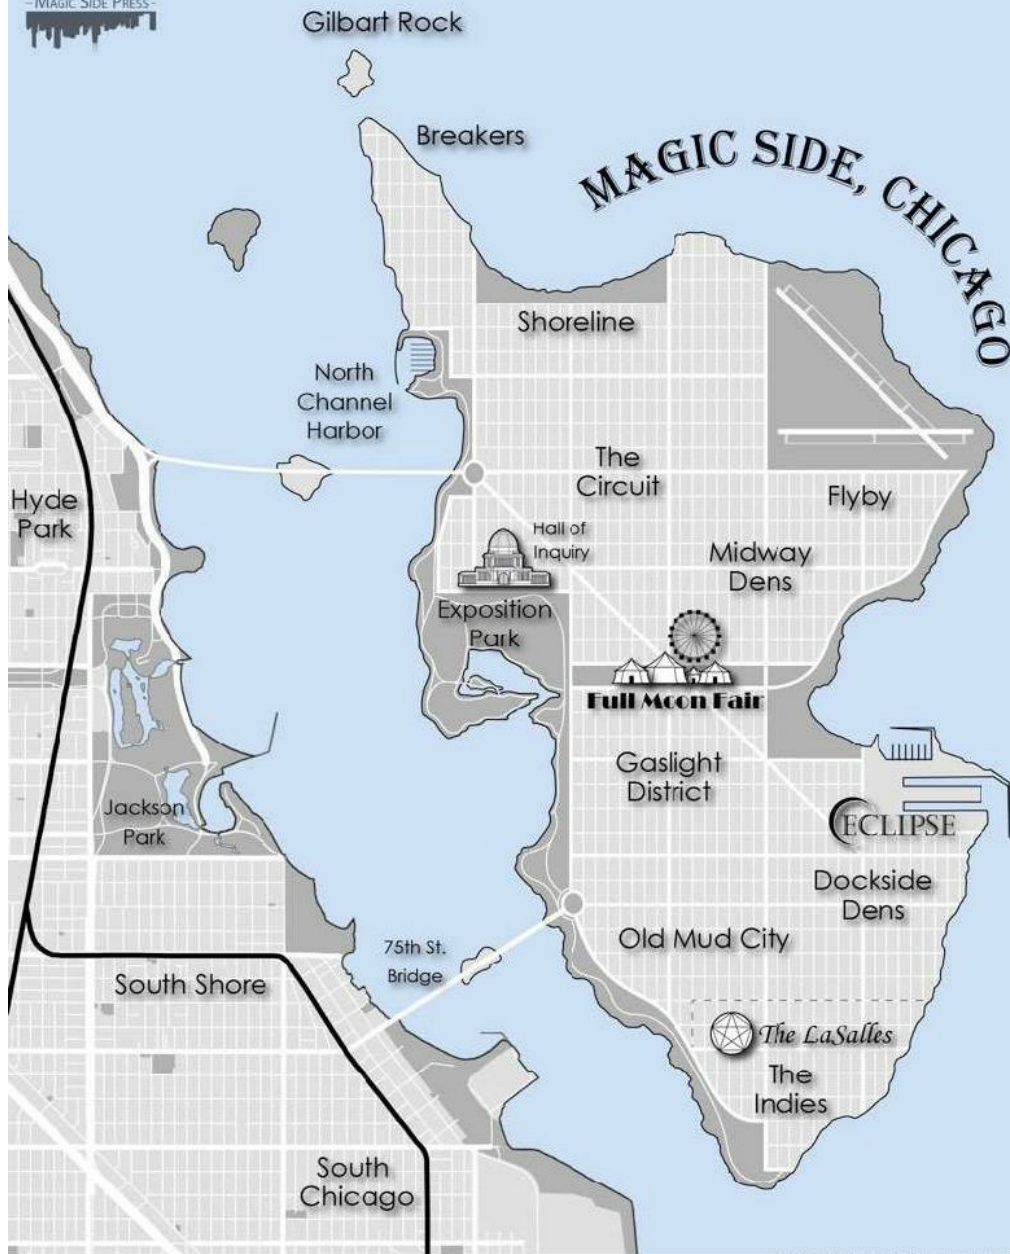 - MAGIC SIDE PRESS -
Gilbart Rock
Breakers
MAGIC SIDE, CHICAGO
Shoreline
North
Channel
Harbor
The
Circuit
Hyde
Park
Flyby
Hall of
Inquiry
Midway
Dens
Exposition
Park
Full Moon Fair
Gaslight
District
Jackson
Park
ECLIPSE
Dockside
Dens
Old Mud City
75th St.
Bridge
South Shore
The LaSalles
The
Indies
South
Chicago